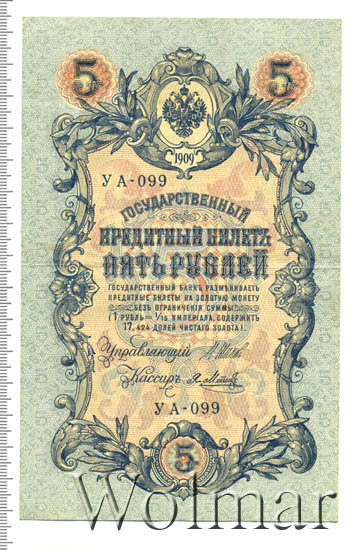 5 5
1909
УА-099
ГОСУДАРСТВЕННЫЙ
КРЕДИТНЫЙ БИЛЕТЪ
ПЯТЬ РУБЛЕЙ
ГОСУДАРСТВЕННЫЙ БАНКЪ РАЗМѢНИВАЕТЪ
КРЕДИТНЫЕ БИЛЕТЫ НА ЗОЛОТУЮ МОНЕТУ
БЕЗЪ ОГРАНИЧЕНІЯ СУММЫ
(1 РУБЛЬ = 1/15 ИМПЕРІАЛА, СОДЕРЖИТЪ
17,424 ДОЛЕЙ ЧИСТАГО ЗОЛОТА).
Управляющій
Кассиръ
УА-099
5
Wolmar